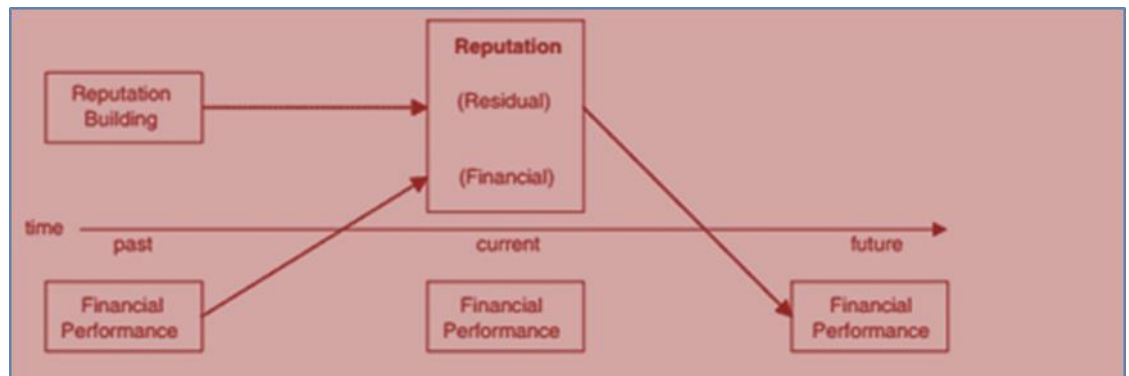 Reputation
Building
Reputation
(Residual)
(Financial)
time
past
current
future
Financial
Performance
Financial
Performance
Financial
Performance